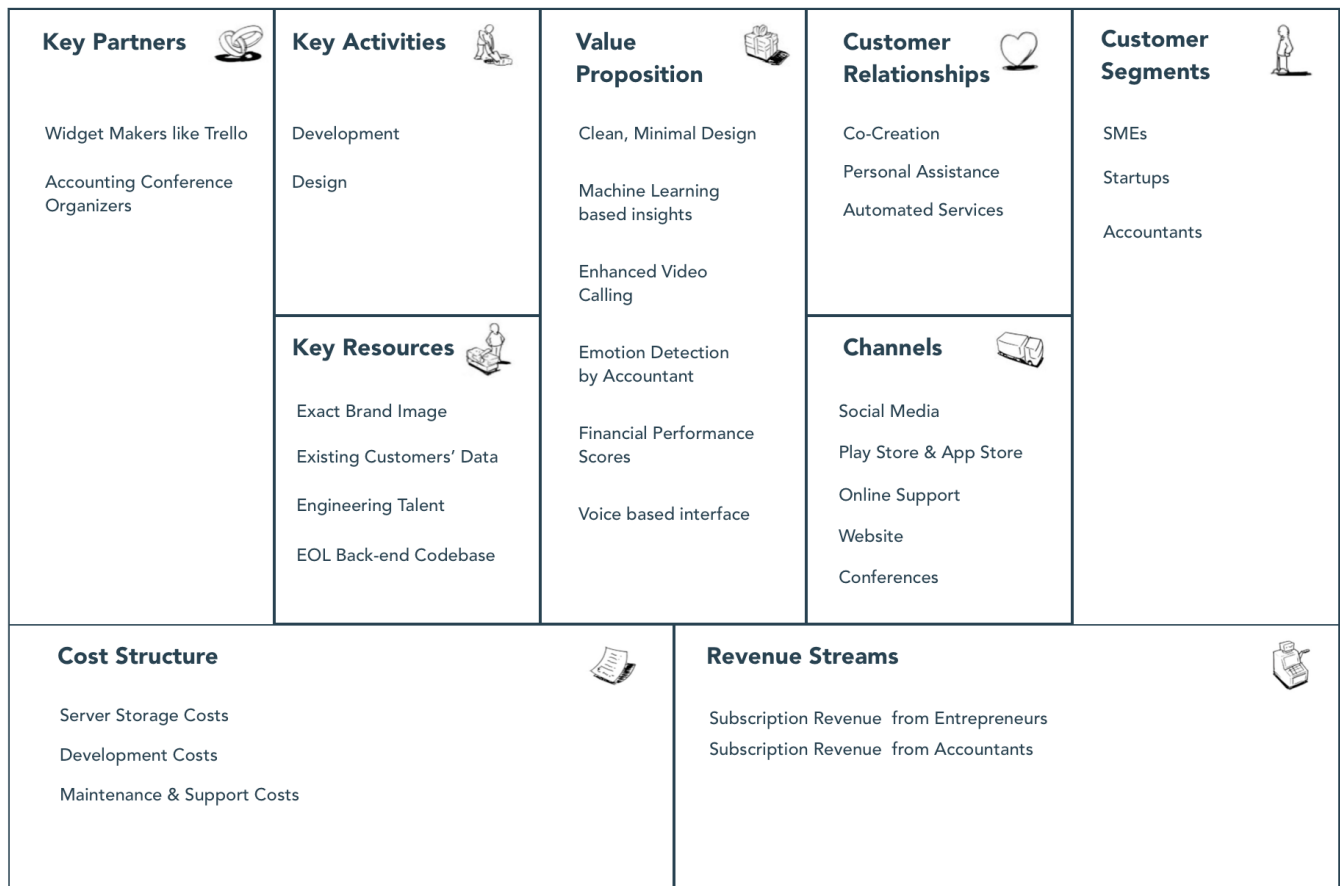 Key Partners
Widget Makers like Trello
Accounting Conference
Organizers
Key Activities
Development
Design
Key Resources
Exact Brand Image
Existing Customers’ Data
Engineering Talent
EOL Back-end Codebase
Value
Proposition
Clean, Minimal Design
Machine Learning
based insights
Enhanced Video
Calling
Emotion Detection
by Accountant
Financial Performance
Scores
Voice based interface
Customer
Relationships
Co-Creation
Personal Assistance
Automated Services
Channels
Social Media
Play Store & App Store
Online Support
Website
Conferences
Customer
Segments
SMEs
Startups
Accountants
Cost Structure
Server Storage Costs
Development Costs
Maintenance & Support Costs
Revenue Streams
Subscription Revenue  from Entrepreneurs
Subscription Revenue  from Accountants